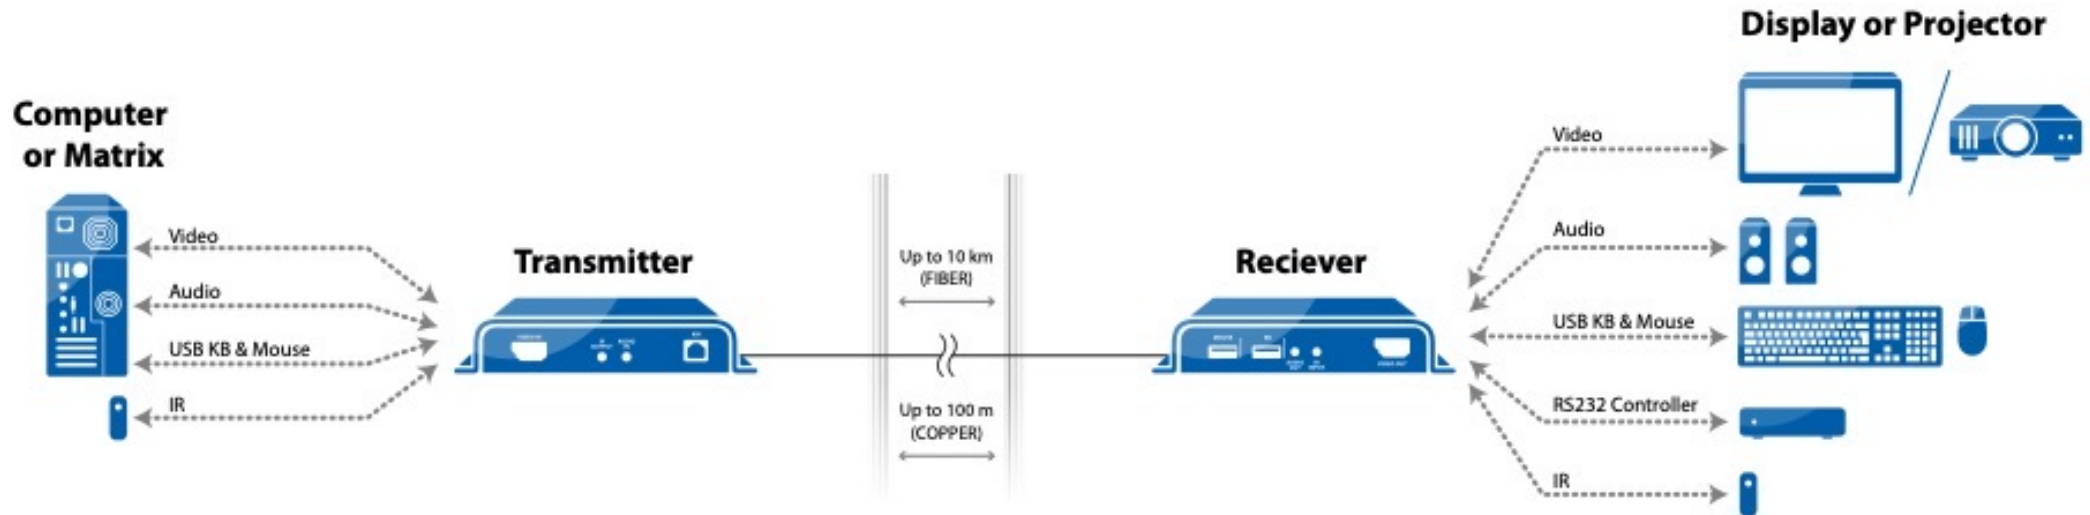 Display or Projector
Computer
or Matrix
Video
Audio
USB KB & Mouse
IR
Transmitter
Up to 10 km
(FIBER)
Up to 100 m
(COPPER)
Reciever
Video
Audio
USB KB & Mouse
RS232 Controller
IR